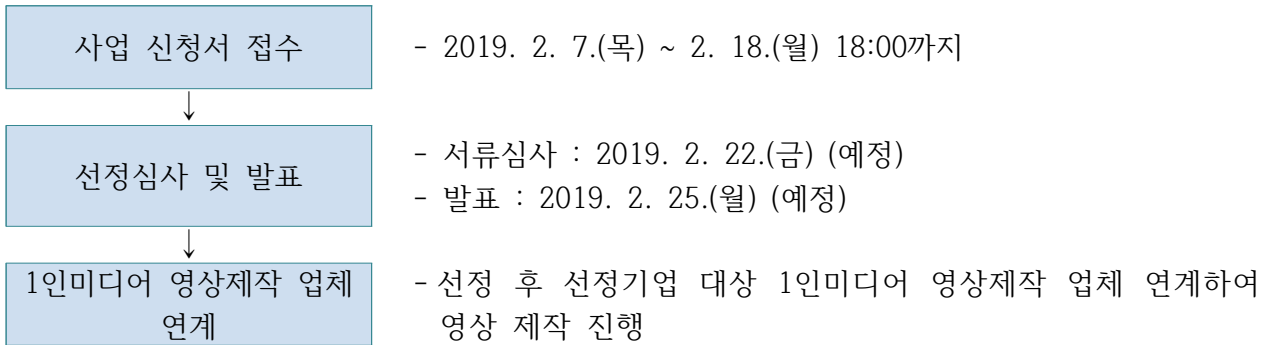 사업 신청서 접수
- 2019. 2. 7.(목) ~ 2. 18.(월) 18:00까지
선정심사 및 발표
- 서류심사 : 2019. 2. 22.(금) (예정)
- 발표 : 2019. 2. 25.(월) (예정)
1인미디어 영상제작 업체
연계
- 선정 후 선정기업 대상 1인미디어 영상제작 업체 연계하여
영상 제작 진행